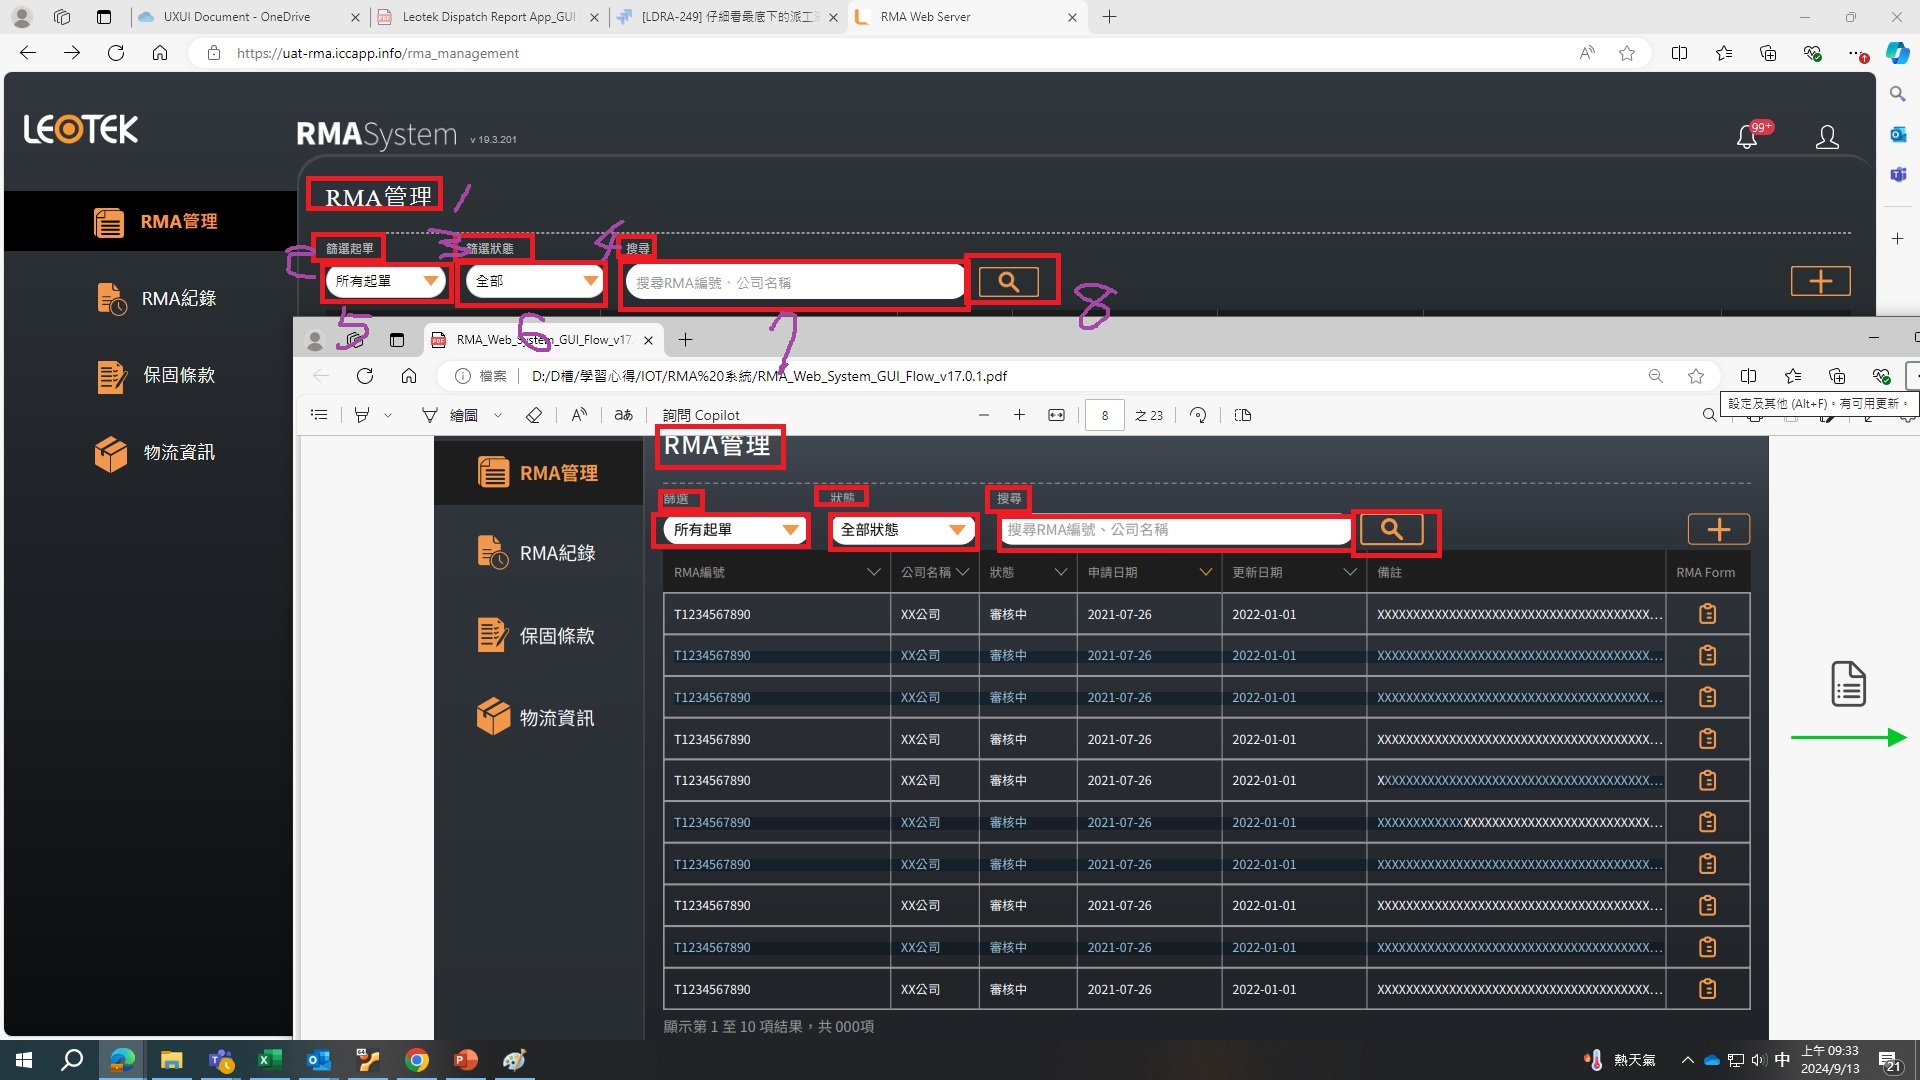 UXUI Document - OneDrive
Leotek Dispatch Report App_GUI
[LDRA-249] 仔細看最底下的派工
RMA Web Server
https://uat-rma.iccapp.info/rma_management
LEOTEK
RMASystem v 19.3.201
99+
RMA管理 1
RMA管理
2 篩選起單 3 篩選狀態 4 搜尋
所有起單 全部 搜尋RMA編號、公司名稱
5 6 7 8
RMA紀錄
保固條款
物流資訊
RMA_Web_System_GUI_Flow_v17.
檔案 D:/D槽/學習心得/IOT/RMA%20系統/RMA_Web_System_GUI_Flow_v17.0.1.pdf
設定及其他 (Alt+F)。有可用更新。
繪圖 aあ 詢問 Copilot 8 之 23
RMA管理
RMA管理
篩選 狀態 搜尋
所有起單 全部狀態 搜尋RMA編號、公司名稱
RMA紀錄
保固條款
物流資訊
RMA編號 公司名稱 狀態 申請日期 更新日期 備註 RMA Form
T1234567890 XX公司 審核中 2021-07-26 2022-01-01 XXXXXXXXXXXXXXXXXXXXXXXXXXXXXXXXXXXXXX...
T1234567890 XX公司 審核中 2021-07-26 2022-01-01 XXXXXXXXXXXXXXXXXXXXXXXXXXXXXXXXXXXXXX...
T1234567890 XX公司 審核中 2021-07-26 2022-01-01 XXXXXXXXXXXXXXXXXXXXXXXXXXXXXXXXXXXXXX...
T1234567890 XX公司 審核中 2021-07-26 2022-01-01 XXXXXXXXXXXXXXXXXXXXXXXXXXXXXXXXXXXXXX...
T1234567890 XX公司 審核中 2021-07-26 2022-01-01 XXXXXXXXXXXXXXXXXXXXXXXXXXXXXXXXXXXXXX...
T1234567890 XX公司 審核中 2021-07-26 2022-01-01 XXXXXXXXXXXXXXXXXXXXXXXXXXXXXXXXXXXXXX...
T1234567890 XX公司 審核中 2021-07-26 2022-01-01 XXXXXXXXXXXXXXXXXXXXXXXXXXXXXXXXXXXXXX...
T1234567890 XX公司 審核中 2021-07-26 2022-01-01 XXXXXXXXXXXXXXXXXXXXXXXXXXXXXXXXXXXXXX...
T1234567890 XX公司 審核中 2021-07-26 2022-01-01 XXXXXXXXXXXXXXXXXXXXXXXXXXXXXXXXXXXXXX...
T1234567890 XX公司 審核中 2021-07-26 2022-01-01 XXXXXXXXXXXXXXXXXXXXXXXXXXXXXXXXXXXXXX...
顯示第 1 至 10 項結果，共 000項
熱天氣 中 上午 09:33
2024/9/13 21